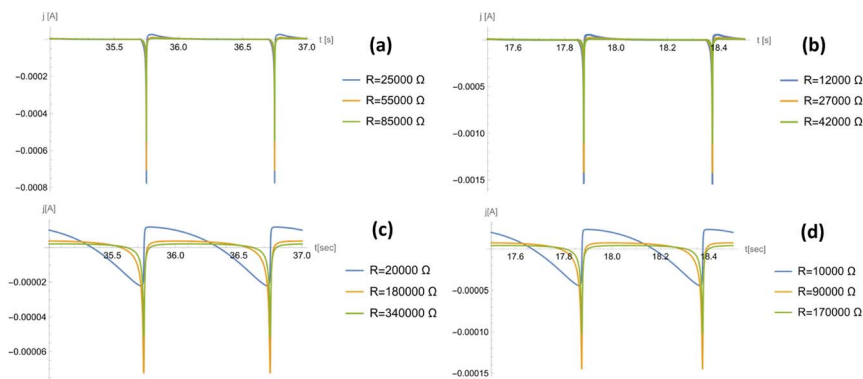 j [A]
t [s]
35.5 36.0 36.5 37.0
−0.0002
−0.0004
−0.0006
−0.0008
(a)
R=25000 Ω
R=55000 Ω
R=85000 Ω
j [A]
t [s]
17.6 17.8 18.0 18.2 18.4
−0.0005
−0.0010
−0.0015
(b)
R=12000 Ω
R=27000 Ω
R=42000 Ω
j[A]
t[sec]
35.5 36.0 36.5 37.0
−0.00002
−0.00004
−0.00006
(c)
R=20000 Ω
R=180000 Ω
R=340000 Ω
j[A]
t[sec]
17.6 17.8 18.0 18.2 18.4
−0.00005
−0.00010
−0.00015
(d)
R=10000 Ω
R=90000 Ω
R=170000 Ω